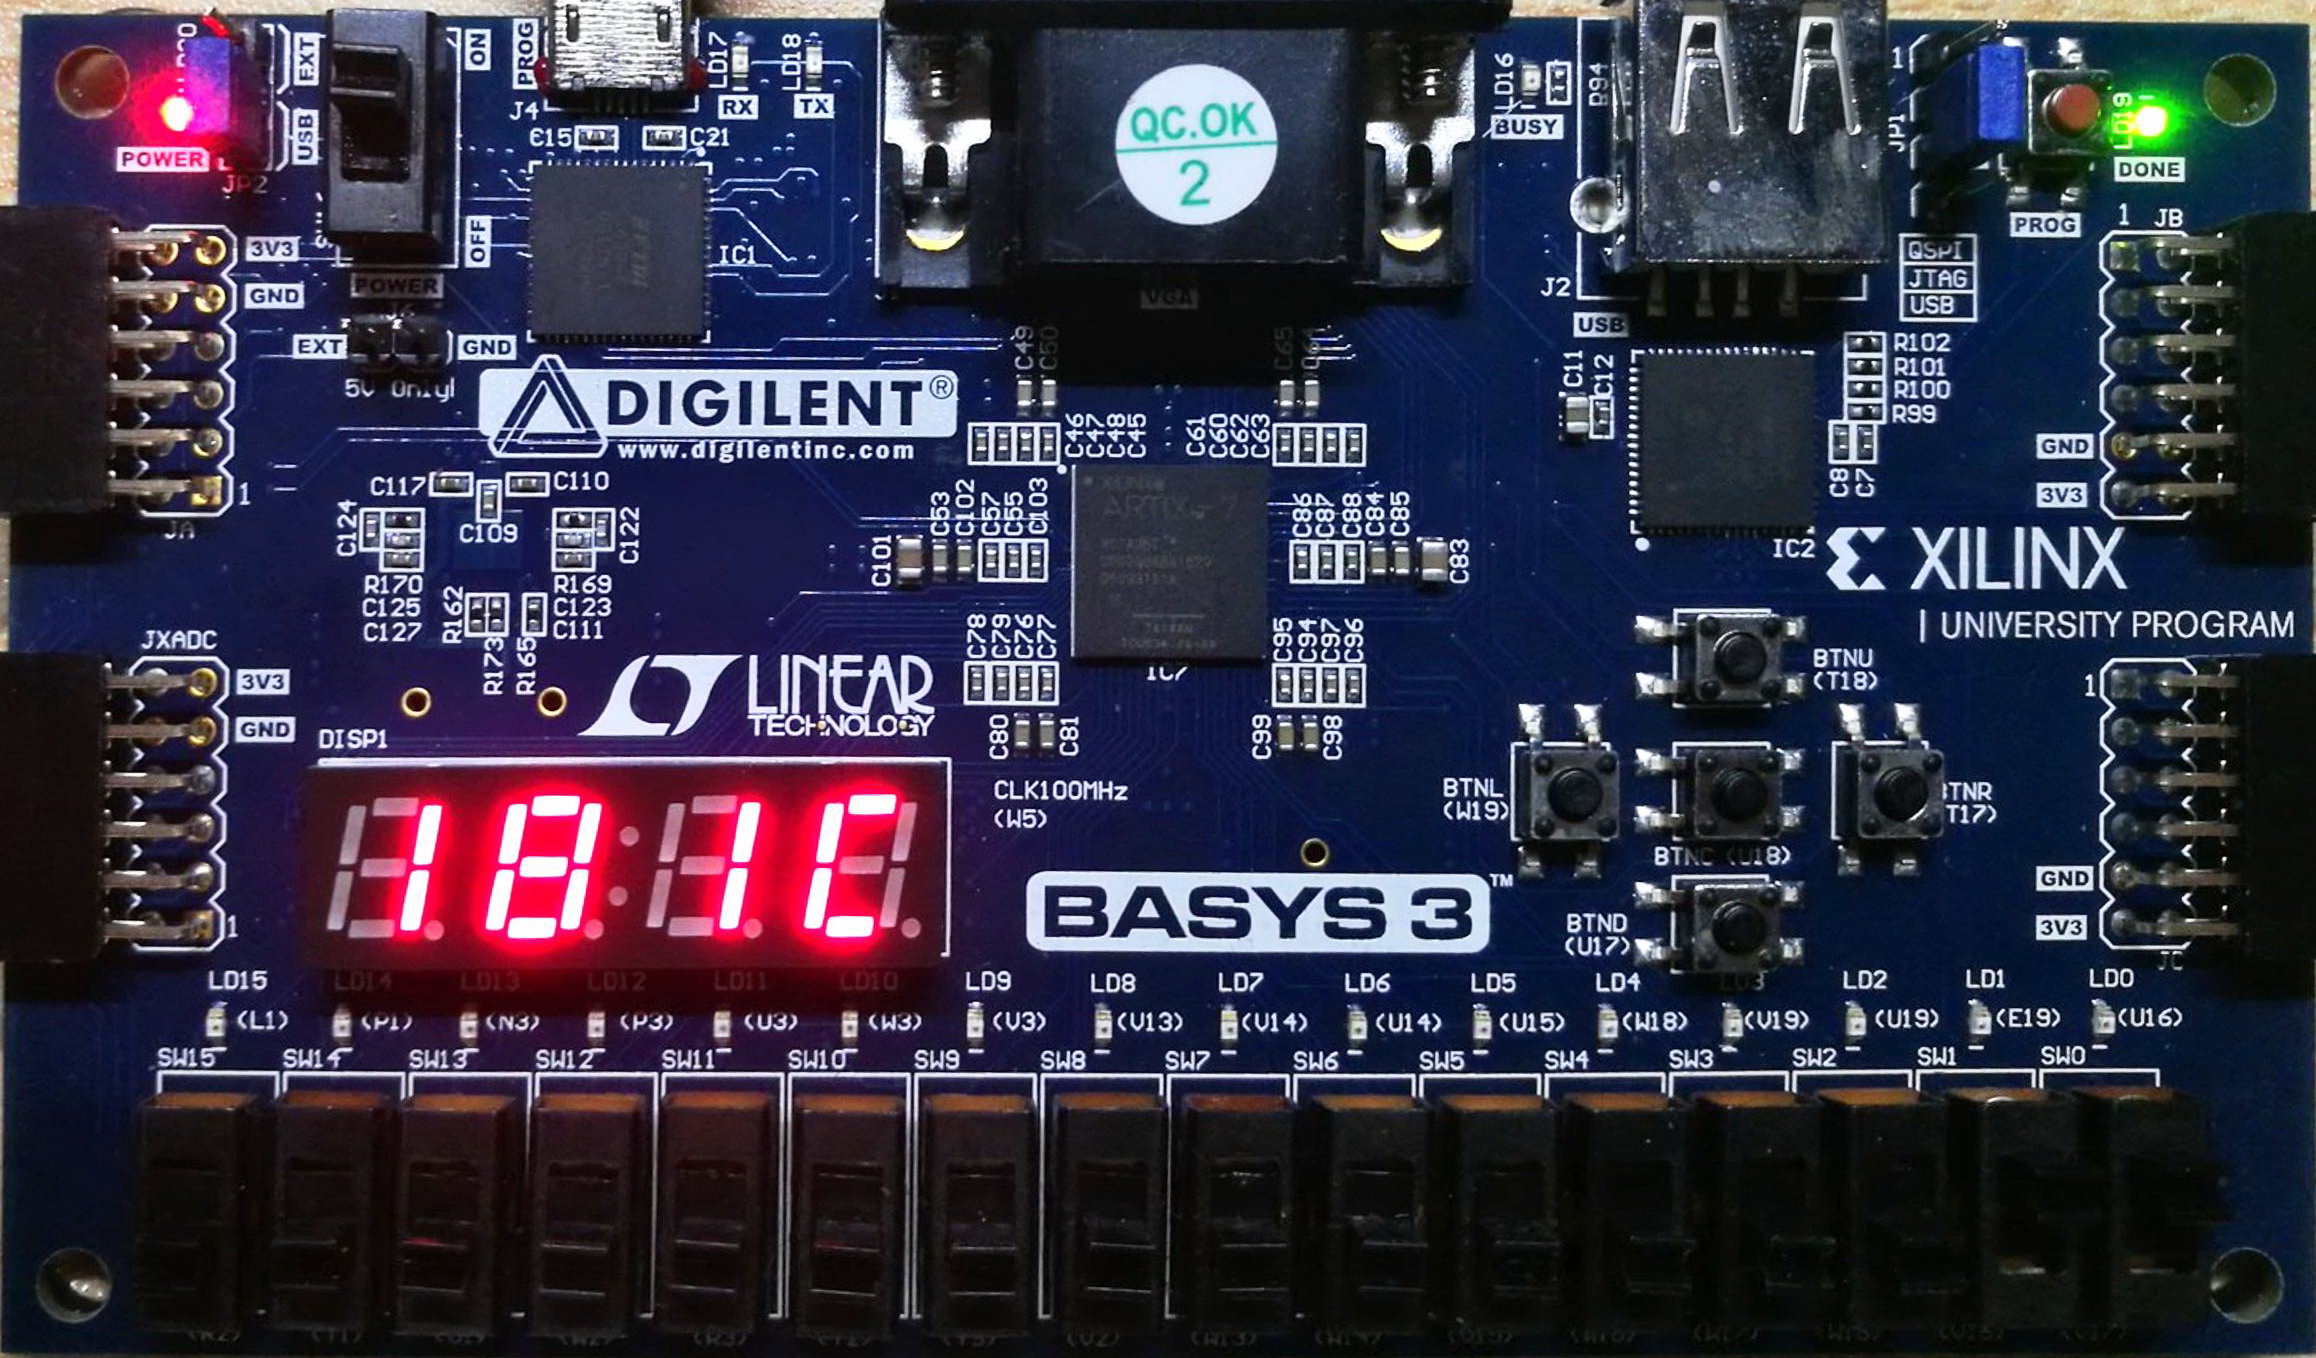 EXT
USB
POWER
JP2
ON
OFF
POWER
PROG
J4
LD17
RX
LD18
TX
C15
C21
IC1
QC.OK
2
VGA
LD16
BUSY
R94
J2
USB
1
JP1
LD19
DONE
PROG
QSPI
JTAG
USB
1
JB
3V3
GND
EXT
GND
5V Only!
1
JA
DIGILENT®
www.digilentinc.com
C49
C50
C65
C64
C46
C47
C48
C45
C61
C60
C62
C63
C11
C12
R102
R101
R100
R99
C8
C7
GND
3V3
C117
C110
C109
C124
C122
R170
C125
C127
R162
R173
R165
R169
C123
C111
C101
C53
C102
C57
C55
C103
ARTIX-7
C86
C87
C88
C84
C85
C83
IC2
XILINX
UNIVERSITY PROGRAM
C78
C79
C76
C77
C95
C94
C97
C96
IC7
C80
C81
C99
C98
JXADC
3V3
GND
1
LINEAR
TECHNOLOGY
DISP1
181C
CLK100MHz
(W5)
BASYS 3™
BTNU
(T18)
BTNL
(W19)
BTNR
(T17)
BTNC (U18)
BTND
(U17)
1
GND
3V3
JC
LD15 LD14 LD13 LD12 LD11 LD10 LD9 LD8 LD7 LD6 LD5 LD4 LD3 LD2 LD1 LD0
(L1) (P1) (N3) (P3) (U3) (W3) (V3) (V13) (V14) (U14) (U15) (W18) (V19) (U19) (E19) (U16)
SW15 SW14 SW13 SW12 SW11 SW10 SW9 SW8 SW7 SW6 SW5 SW4 SW3 SW2 SW1 SW0